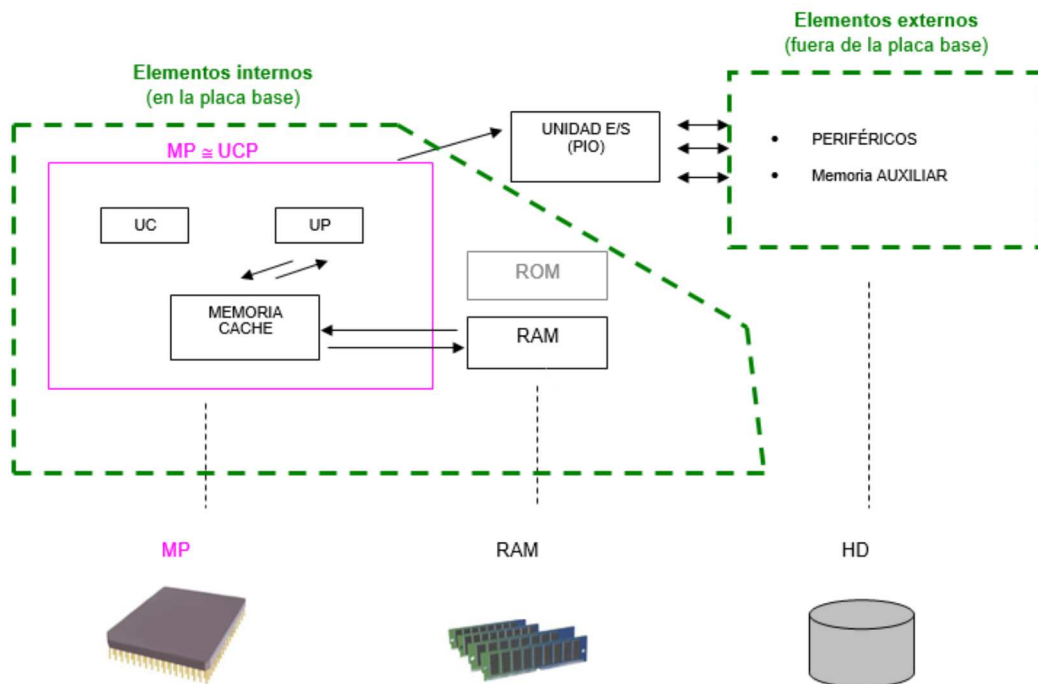 Elementos externos
(fuera de la placa base)
Elementos internos
(en la placa base)
UNIDAD E/S
(PIO)
• PERIFÉRICOS
• Memoria AUXILIAR
MP ≅ UCP
UC
UP
ROM
MEMORIA
CACHE
RAM
MP
RAM
HD